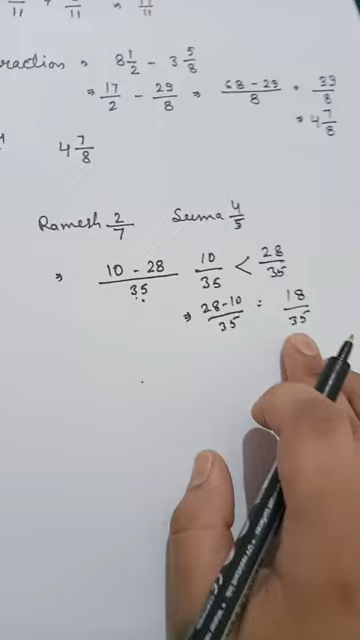 11 11 ⇒ 11/11
raction ⇒ 8 1/2 - 3 5/8
⇒ 17/2 - 29/8 ⇒ 68-29/8 = 39/8
⇒ 4 7/8
4 7/8
Ramesh 2/7 Seema 4/5
⇒ 10-28/35 10/35 < 28/35
⇒ 28-10/35 = 18/35